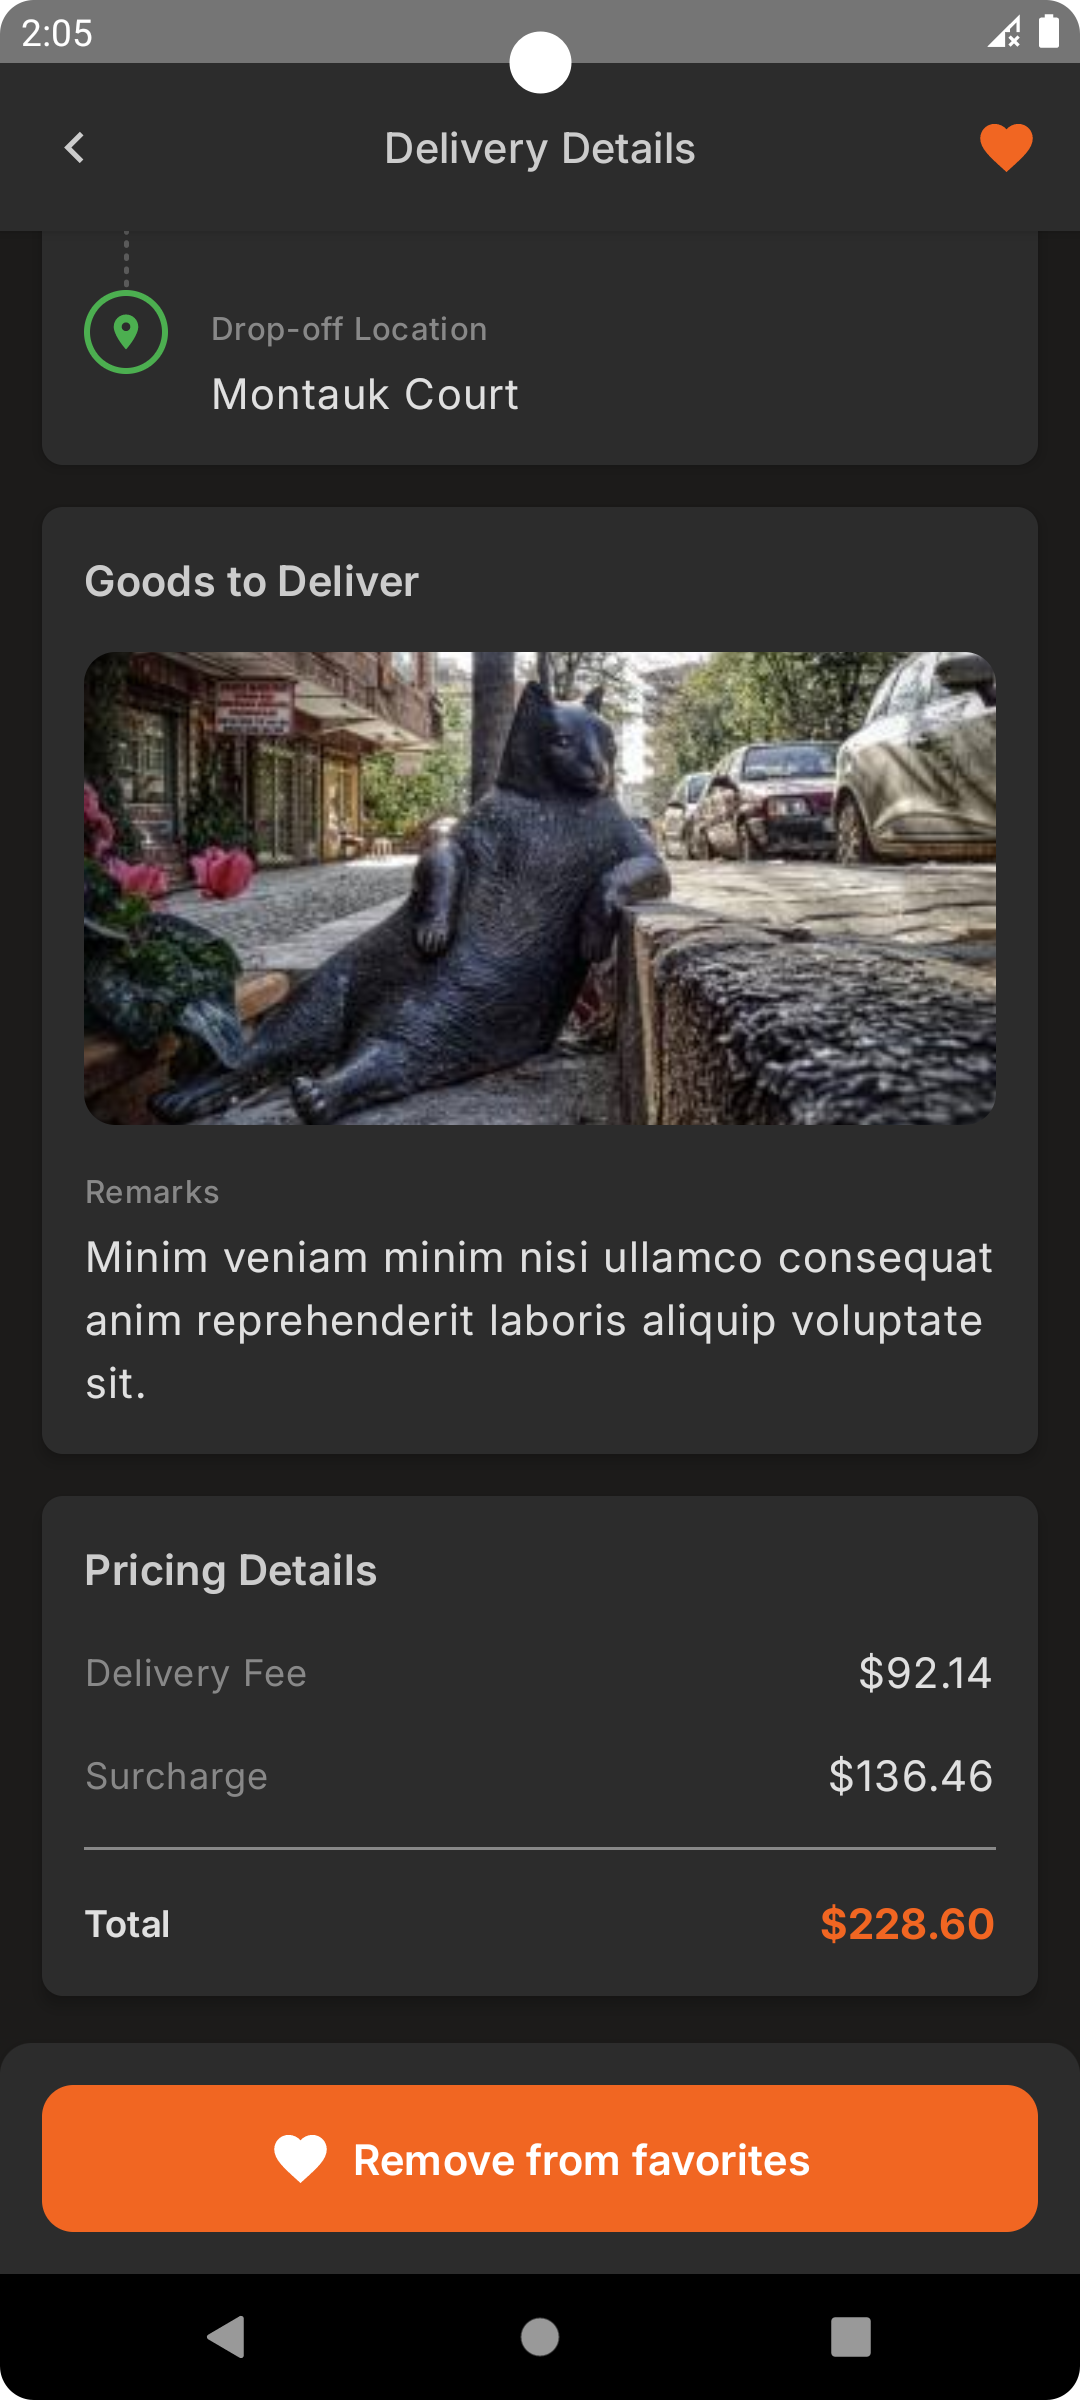 2:05
Delivery Details
Drop-off Location
Montauk Court
Goods to Deliver
Remarks
Minim veniam minim nisi ullamco consequat
anim reprehenderit laboris aliquip voluptate
sit.
Pricing Details
Delivery Fee $92.14
Surcharge $136.46
Total $228.60
Remove from favorites